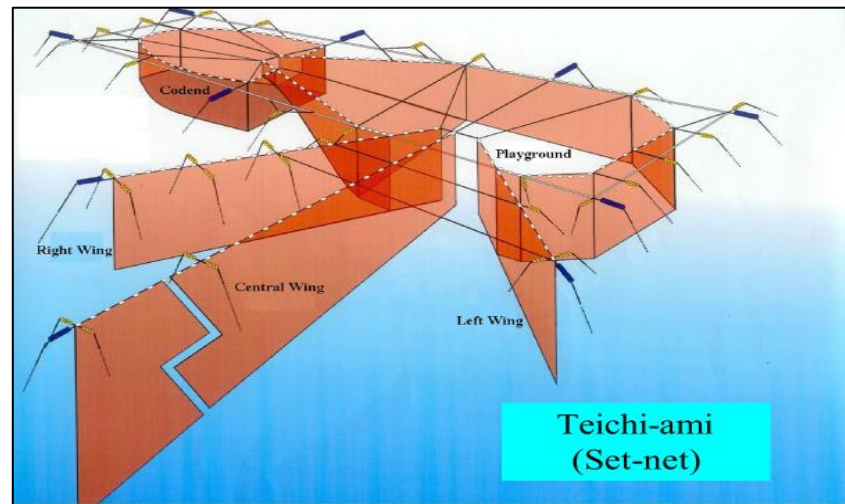 Codend
Playground
Right Wing
Central Wing
Left Wing
Teichi-ami
(Set-net)